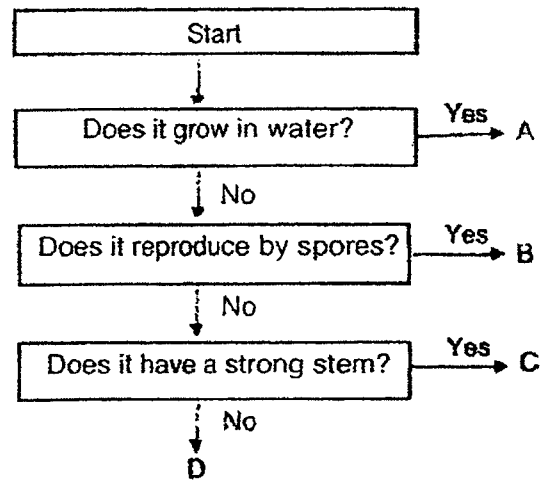 Start
Does it grow in water?
Yes
A
No
Does it reproduce by spores?
Yes
B
No
Does it have a strong stem?
Yes
C
No
D